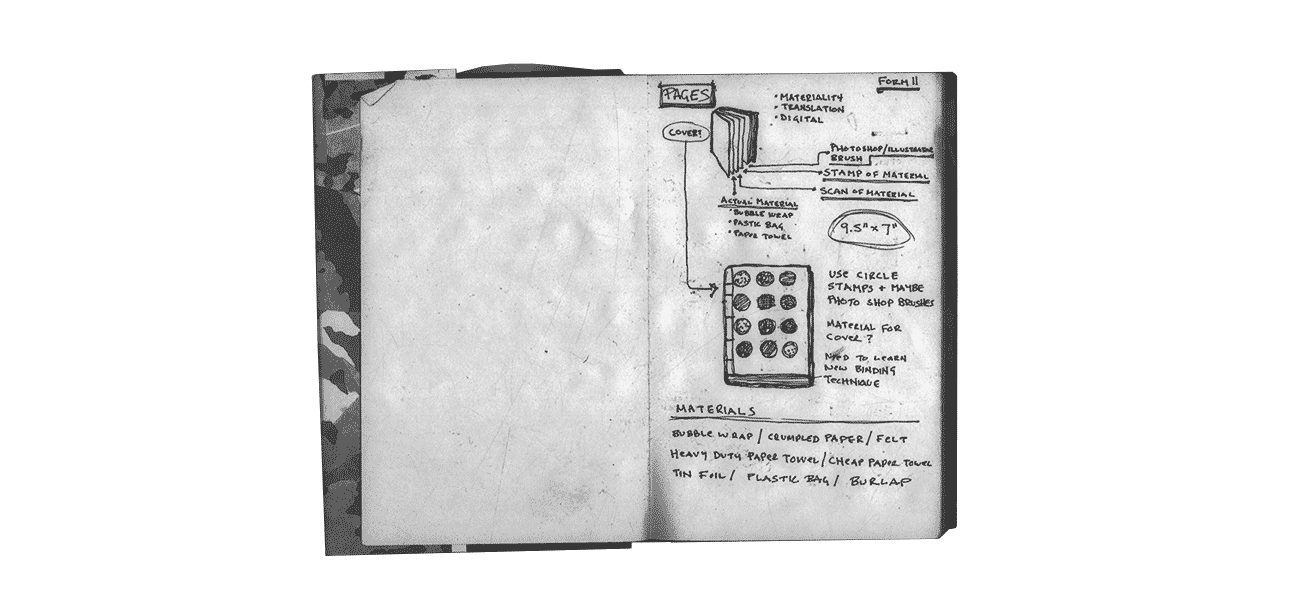 FORM II
PAGES
• MATERIALITY
• TRANSLATION
• DIGITAL
COVER?
PHOTOSHOP/ILLUSTRATOR
BRUSH
STAMP OF MATERIAL
SCAN OF MATERIAL
ACTUAL MATERIAL
• BUBBLE WRAP
• PASTIC BAG
• PAPER TOWEL
9.5" x 7"
USE CIRCLE
STAMPS + MAYBE
PHOTO SHOP BRUSHES
MATERIAL FOR
COVER?
NEED TO LEARN
NEW BINDING
TECHNIQUE
MATERIALS
BUBBLE WRAP / CRUMPLED PAPER / FELT
HEAVY DUTY PAPER TOWEL / CHEAP PAPER TOWEL
TIN FOIL / PLASTIC BAG / BURLAP